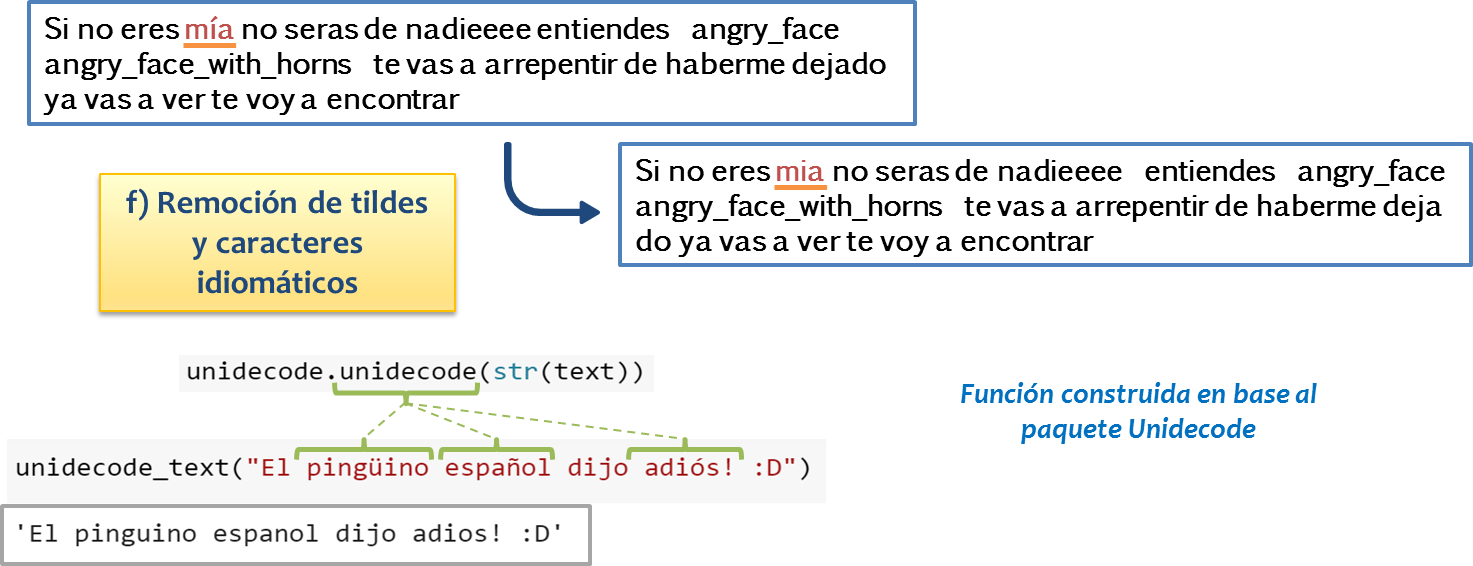 Si no eres mía no seras de nadieeee entiendes angry_face
angry_face_with_horns te vas a arrepentir de haberme dejado
ya vas a ver te voy a encontrar
Si no eres mia no seras de nadieeee entiendes angry_face
angry_face_with_horns te vas a arrepentir de haberme deja
do ya vas a ver te voy a encontrar
f) Remoción de tildes
y caracteres
idiomáticos
unidecode.unidecode(str(text))
Función construida en base al
paquete Unidecode
unidecode_text("El pingüino español dijo adiós! :D")
'El pinguino espanol dijo adios! :D'